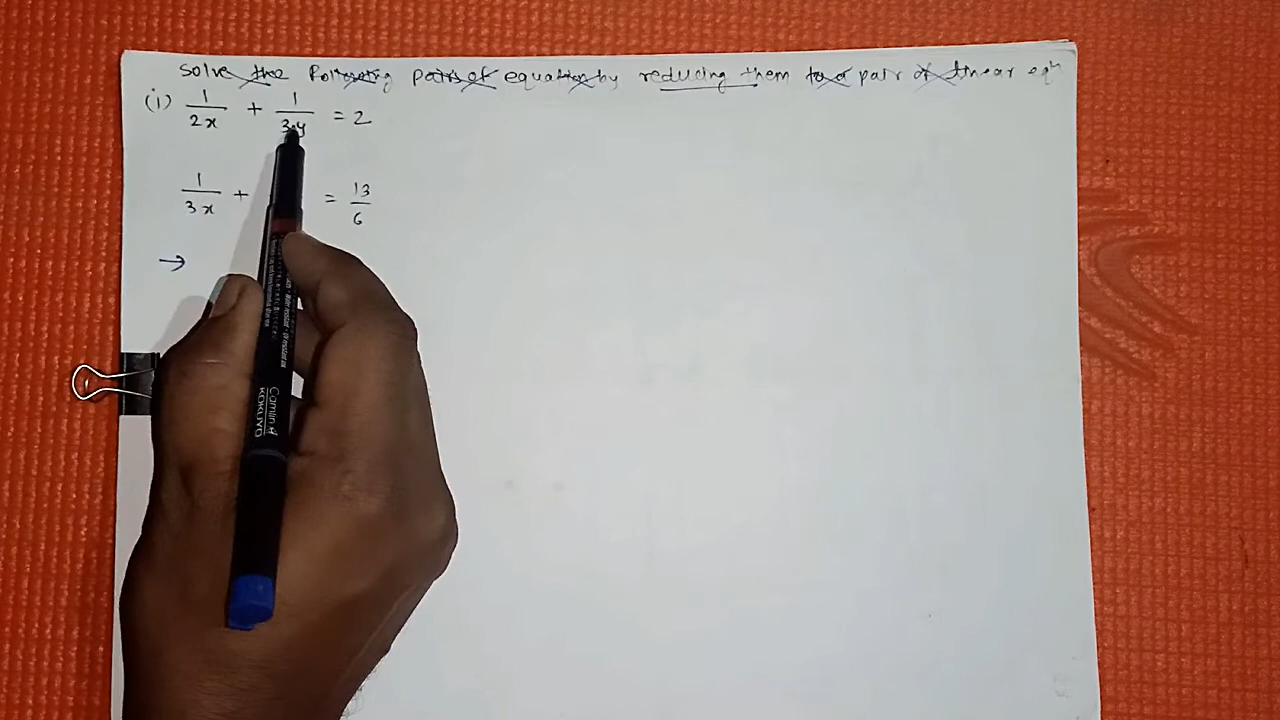 solve the following pairs of equation by reducing them to a pair of linear eqn
(i) 1/2x + 1/3y = 2
1/3x + = 13/6
→
Camlin
KOKUYO